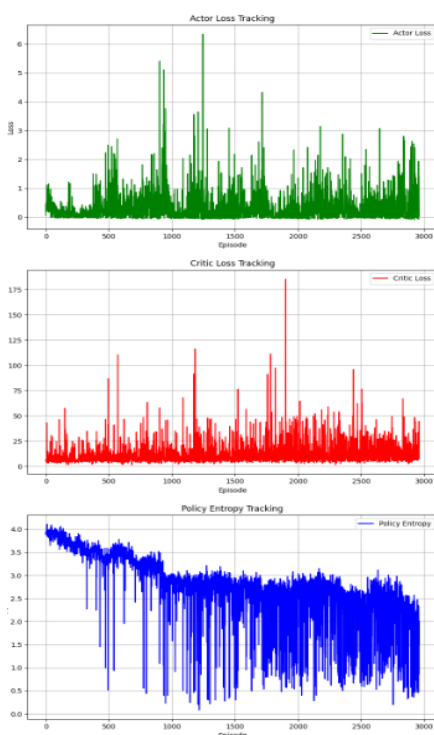 Actor Loss Tracking
Actor Loss
6
5
4
3
2
1
0
Loss
0 500 1000 1500 2000 2500 3000
Episode
Critic Loss Tracking
Critic Loss
175
150
125
100
75
50
25
0
0 500 1000 1500 2000 2500 3000
Episode
Policy Entropy Tracking
Policy Entropy
4.0
3.5
3.0
2.5
2.0
1.5
1.0
0.5
0.0
0 500 1000 1500 2000 2500 3000
Episode